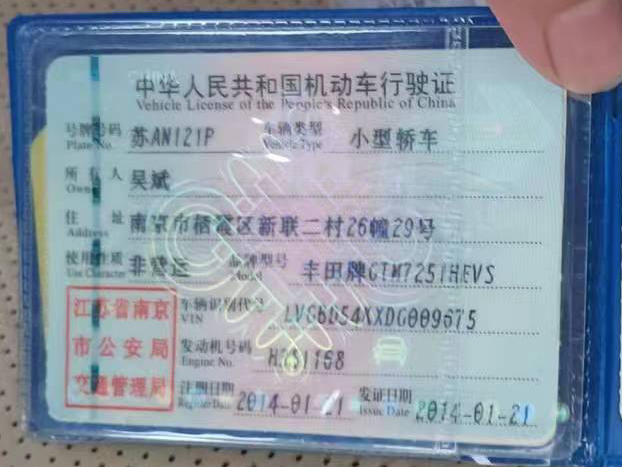 中华人民共和国机动车行驶证
Vehicle License of the People's Republic of China
号牌号码 苏AN121P 车辆类型 小型轿车
Plate No. Vehicle Type
所有人 吴斌
Owner
住址 南京市栖霞区新联二村26幢29号
Address
使用性质 非营运 品牌型号 丰田牌GTM7251HEVS
Use Character Model
江苏省南京 车辆识别代号 LVG6D54XXDG009675
VIN
市公安局 发动机号码
Engine No.
交通管理局 注册日期 2014-01-21 发证日期 2014-01-21
Register Date Issue Date